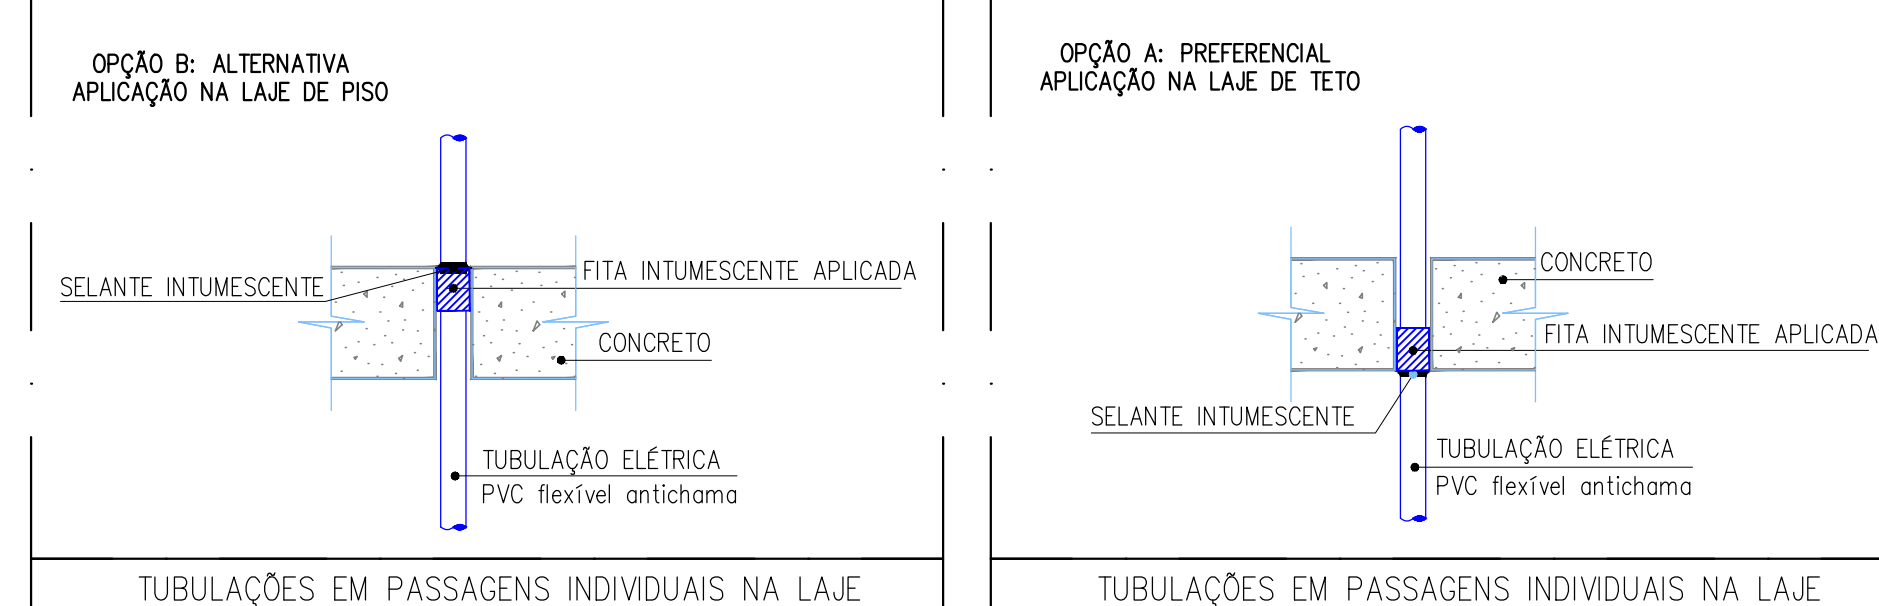 OPÇÃO B: ALTERNATIVA
APLICAÇÃO NA LAJE DE PISO
SELANTE INTUMESCENTE
FITA INTUMESCENTE APLICADA
CONCRETO
TUBULAÇÃO ELÉTRICA
PVC flexível antichama
TUBULAÇÕES EM PASSAGENS INDIVIDUAIS NA LAJE
OPÇÃO A: PREFERENCIAL
APLICAÇÃO NA LAJE DE TETO
CONCRETO
FITA INTUMESCENTE APLICADA
SELANTE INTUMESCENTE
TUBULAÇÃO ELÉTRICA
PVC flexível antichama
TUBULAÇÕES EM PASSAGENS INDIVIDUAIS NA LAJE